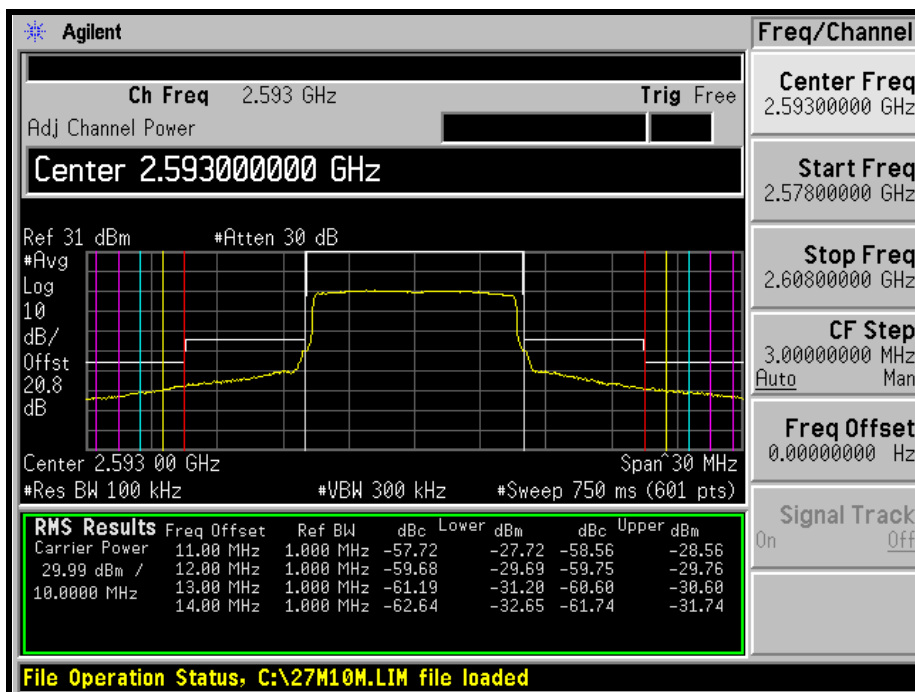 Agilent
Freq/Channel
Ch Freq 2.593 GHz Trig Free
Adj Channel Power
Center 2.593000000 GHz
Ref 31 dBm #Atten 30 dB
#Avg
Log
10
dB/
Offst
20.8
dB
Center 2.593 00 GHz Span^30 MHz
#Res BW 100 kHz #VBW 300 kHz #Sweep 750 ms (601 pts)
RMS Results Freq Offset Ref BW dBc Lower dBm dBc Upper dBm
Carrier Power 11.00 MHz 1.000 MHz -57.72 -27.72 -58.56 -28.56
29.99 dBm / 12.00 MHz 1.000 MHz -59.68 -29.69 -59.75 -29.76
10.0000 MHz 13.00 MHz 1.000 MHz -61.19 -31.20 -60.60 -30.60
14.00 MHz 1.000 MHz -62.64 -32.65 -61.74 -31.74
File Operation Status, C:\27M10M.LIM file loaded
Center Freq
2.59300000 GHz
Start Freq
2.57800000 GHz
Stop Freq
2.60800000 GHz
CF Step
3.00000000 MHz
Auto Man
Freq Offset
0.00000000 Hz
Signal Track
On Off